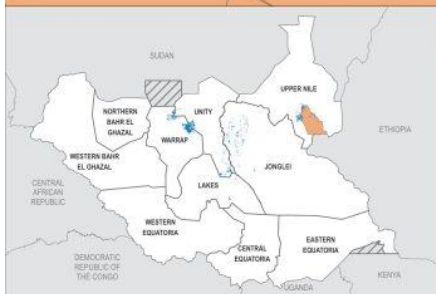 SUDAN
UPPER NILE
NORTHERN
BAHR EL
GHAZAL
UNITY
WARRAP
ETHIOPIA
WESTERN BAHR
EL GHAZAL
JONGLEI
CENTRAL
AFRICAN
REPUBLIC
LAKES
WESTERN
EQUATORIA
EASTERN
EQUATORIA
CENTRAL
EQUATORIA
DEMOCRATIC
REPUBLIC OF
THE CONGO
KENYA
UGANDA